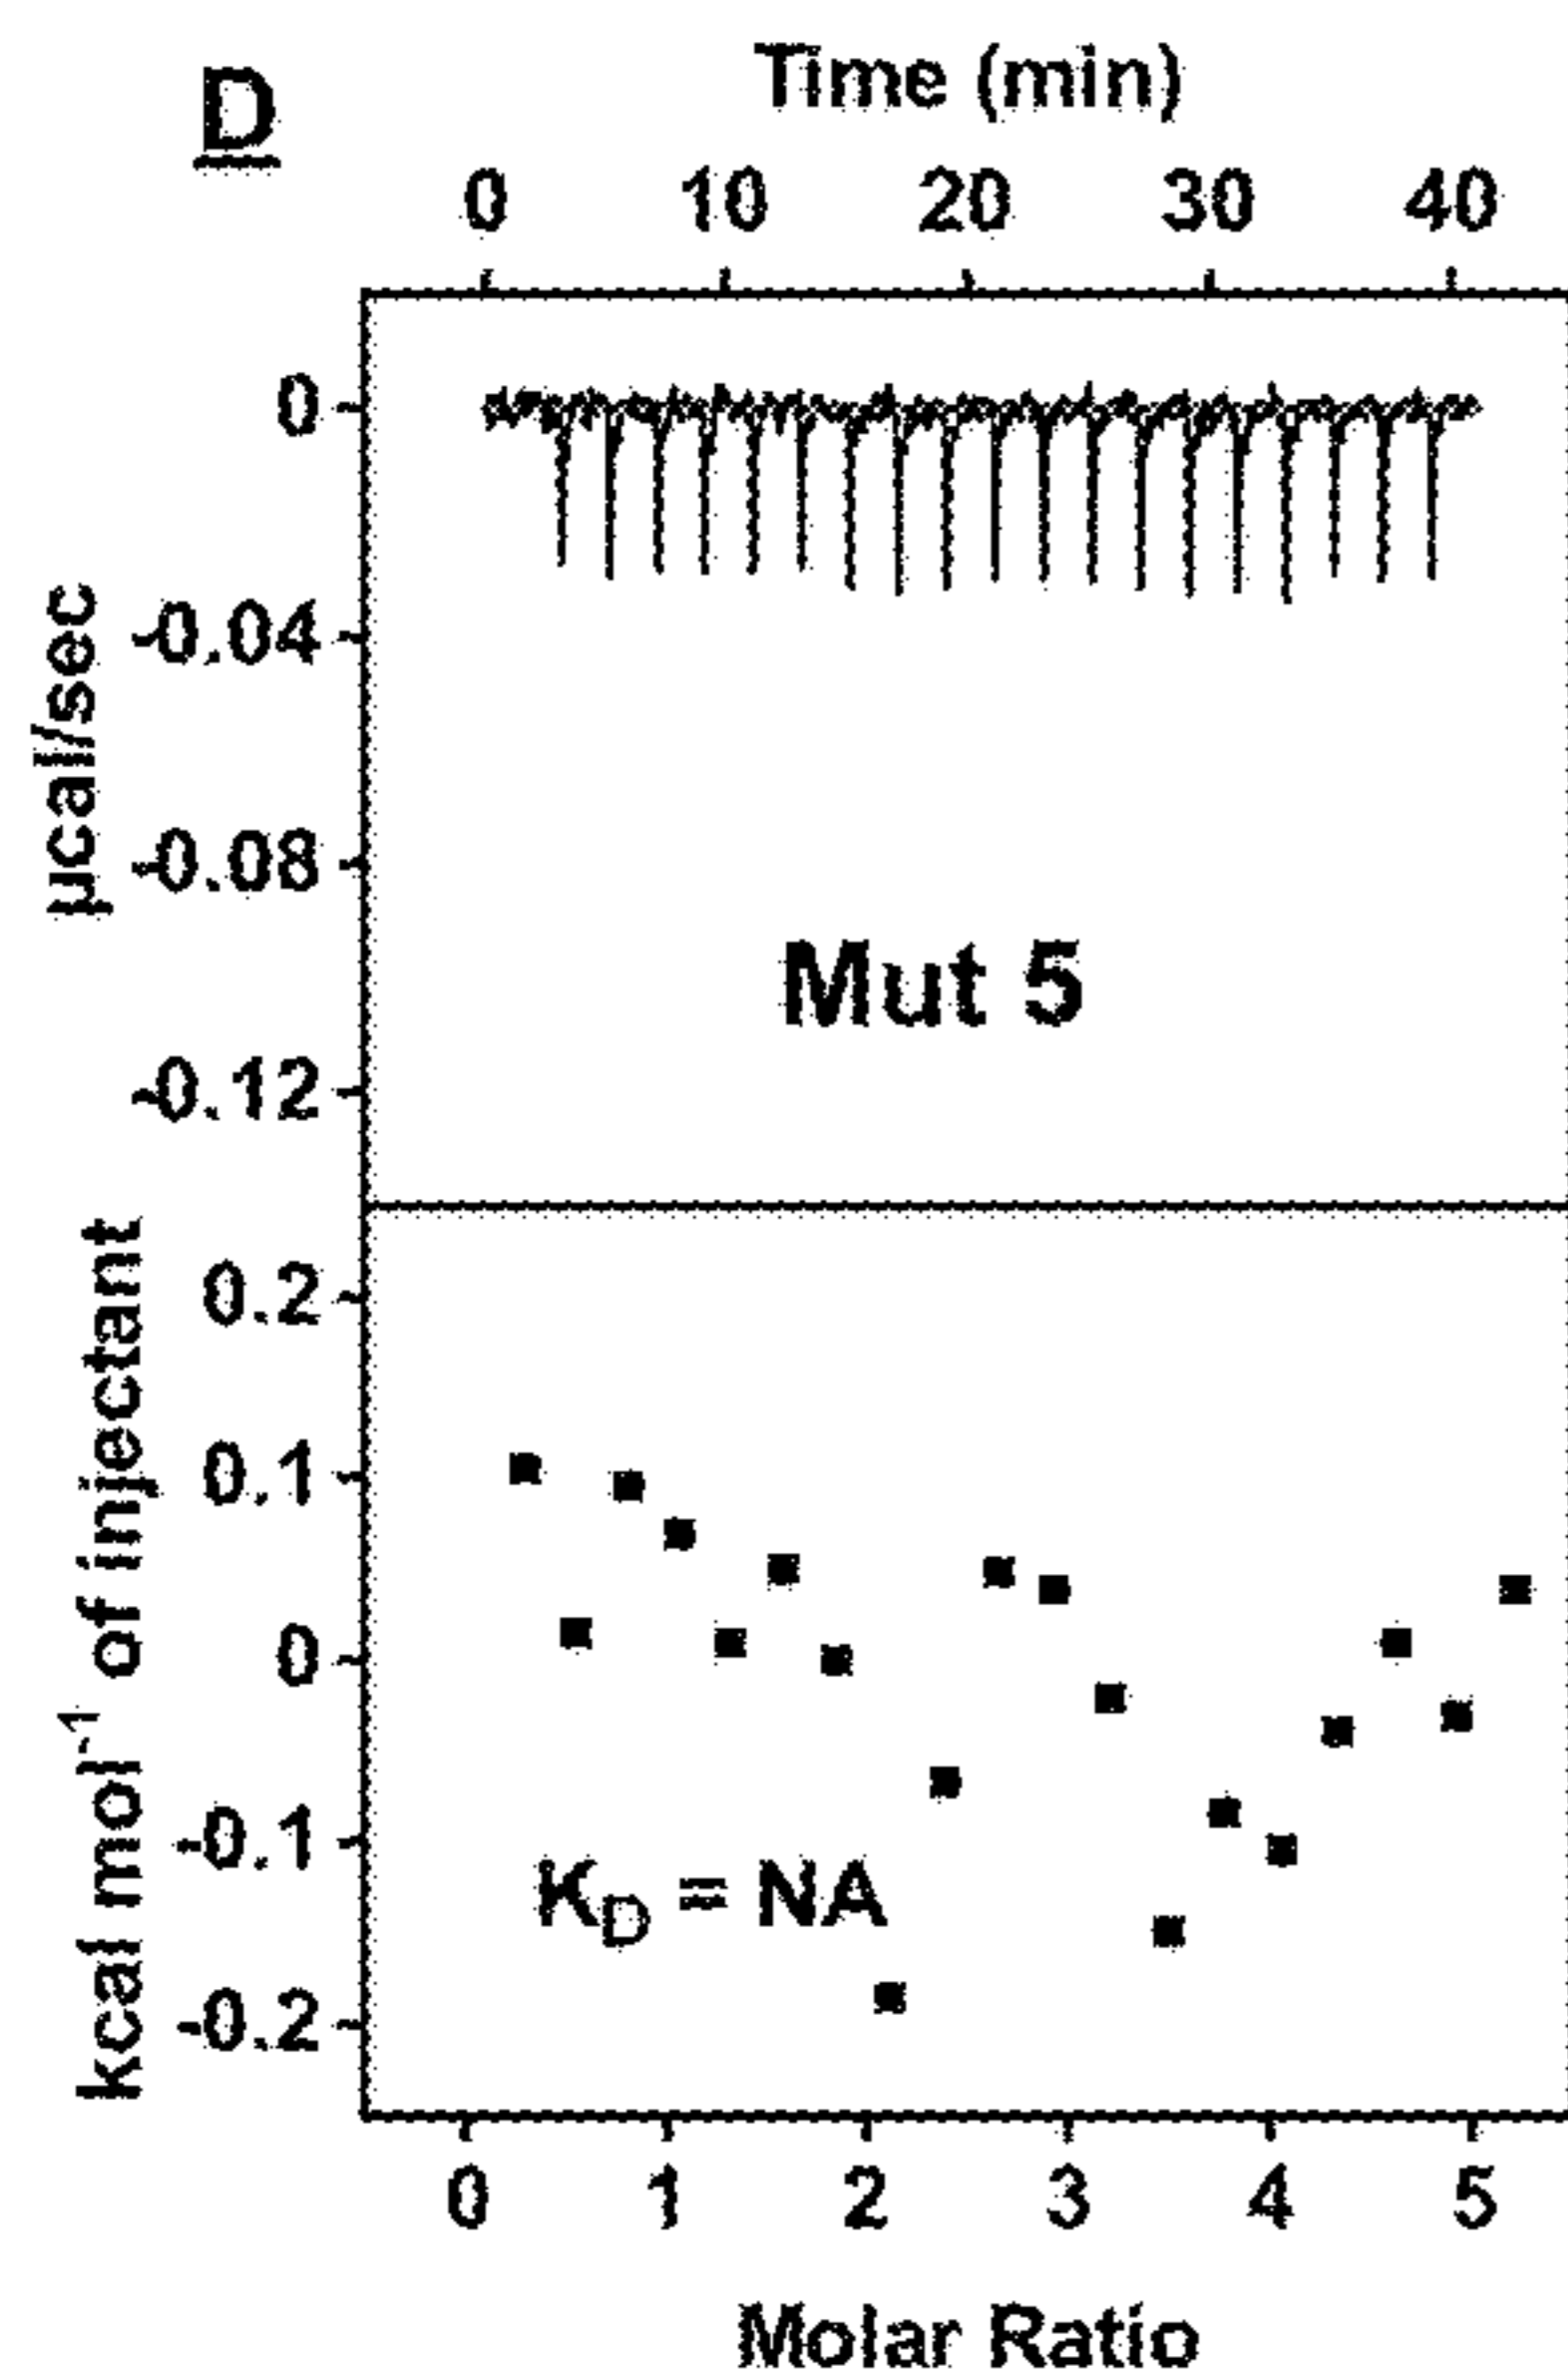 D
Time (min)
0 10 20 30 40
µcal/sec
0
-0.04
-0.08
-0.12
Mut 5
kcal mol-1 of injectant
0.2
0.1
0
-0.1
-0.2
KD = NA
0 1 2 3 4 5
Molar Ratio